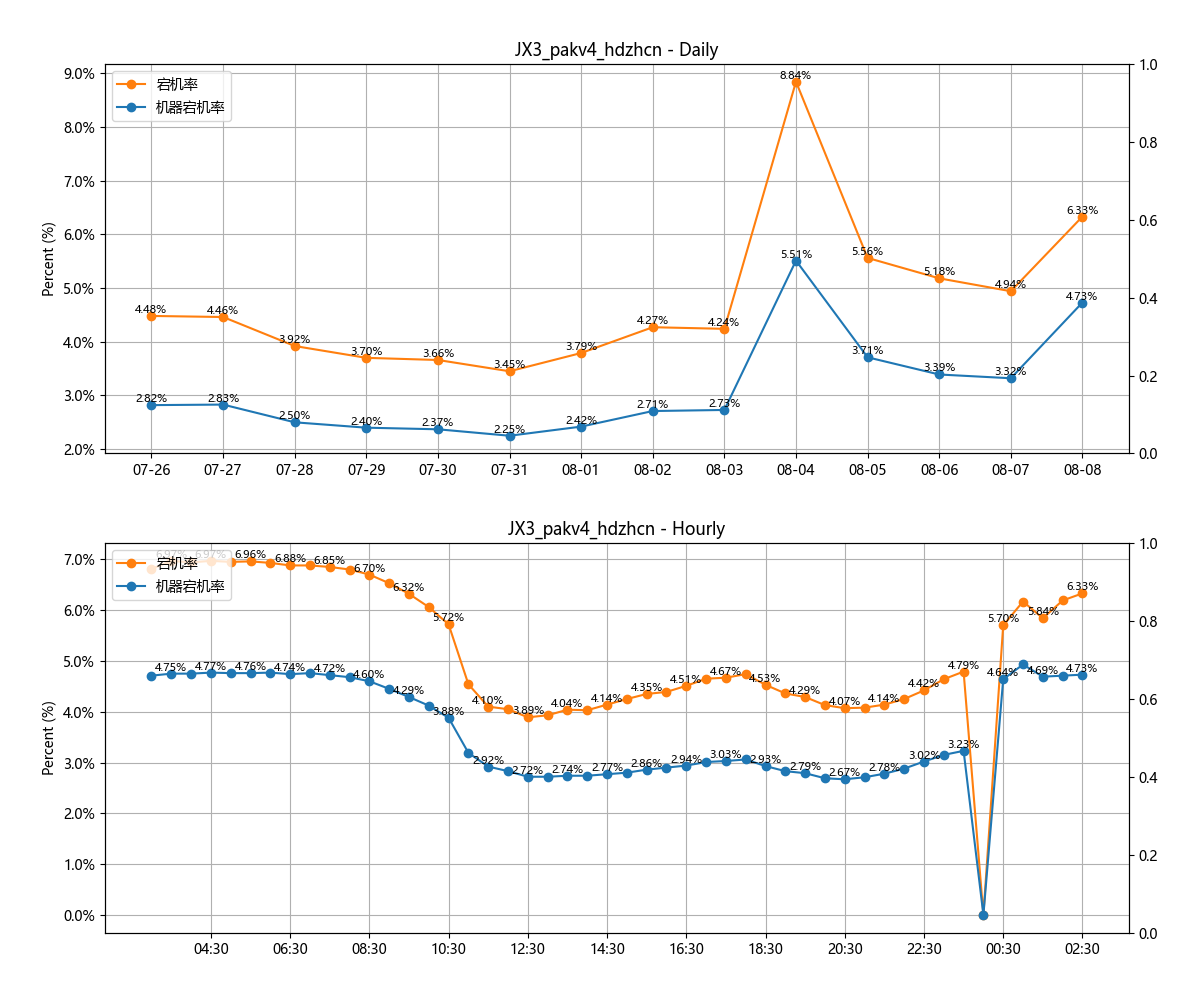 JX3_pakv4_hdzhcn - Daily
宕机率
机器宕机率
Percent (%)
9.0%
8.0%
7.0%
6.0%
5.0%
4.0%
3.0%
2.0%
1.0
0.8
0.6
0.4
0.2
0.0
4.48% 4.46% 3.92% 3.70% 3.66% 3.45% 3.79% 4.27% 4.24% 8.84% 5.56% 5.18% 4.94% 6.33%
2.82% 2.83% 2.50% 2.40% 2.37% 2.25% 2.42% 2.71% 2.73% 5.51% 3.71% 3.39% 3.32% 4.73%
07-26 07-27 07-28 07-29 07-30 07-31 08-01 08-02 08-03 08-04 08-05 08-06 08-07 08-08
JX3_pakv4_hdzhcn - Hourly
宕机率
机器宕机率
Percent (%)
7.0%
6.0%
5.0%
4.0%
3.0%
2.0%
1.0%
0.0%
1.0
0.8
0.6
0.4
0.2
0.0
6.97% 6.97% 6.96% 6.88% 6.85% 6.70% 6.32% 5.72% 4.10% 3.89% 4.04% 4.14% 4.35% 4.51% 4.67% 4.53% 4.29% 4.07% 4.14% 4.42% 4.79% 5.70% 5.84% 6.33%
4.75% 4.77% 4.76% 4.74% 4.72% 4.60% 4.29% 3.88% 2.92% 2.72% 2.74% 2.77% 2.86% 2.94% 3.03% 2.93% 2.79% 2.67% 2.78% 3.02% 3.23% 4.64% 4.69% 4.73%
04:30 06:30 08:30 10:30 12:30 14:30 16:30 18:30 20:30 22:30 00:30 02:30